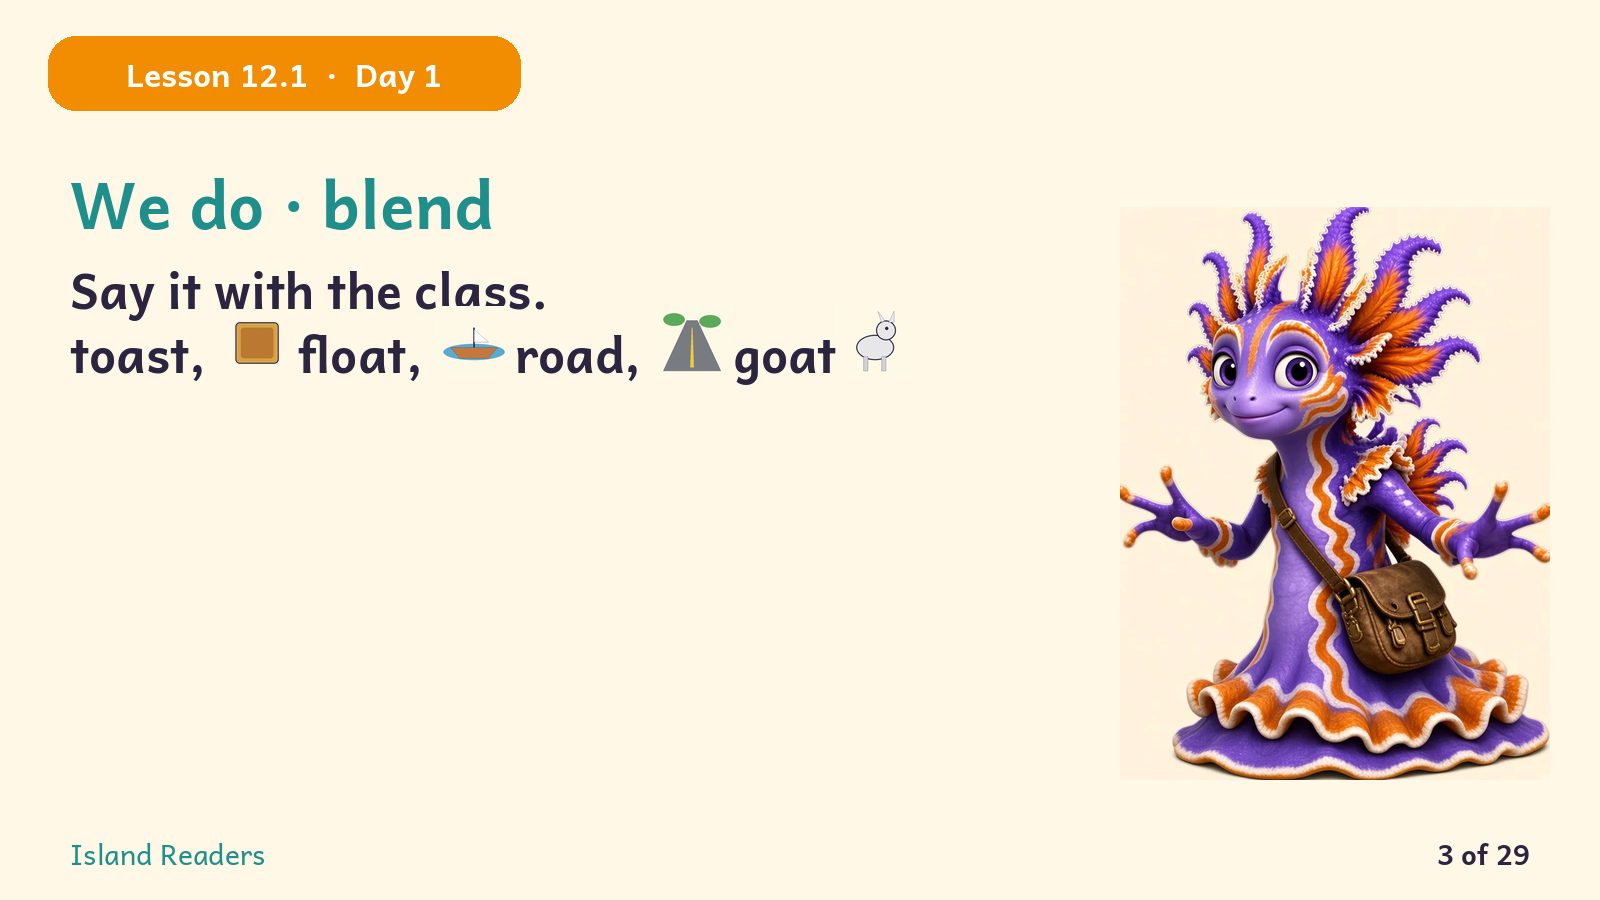 Lesson 12.1 · Day 1
We do · blend
Say it with the class.
toast, float, road, goat
Island Readers
3 of 29